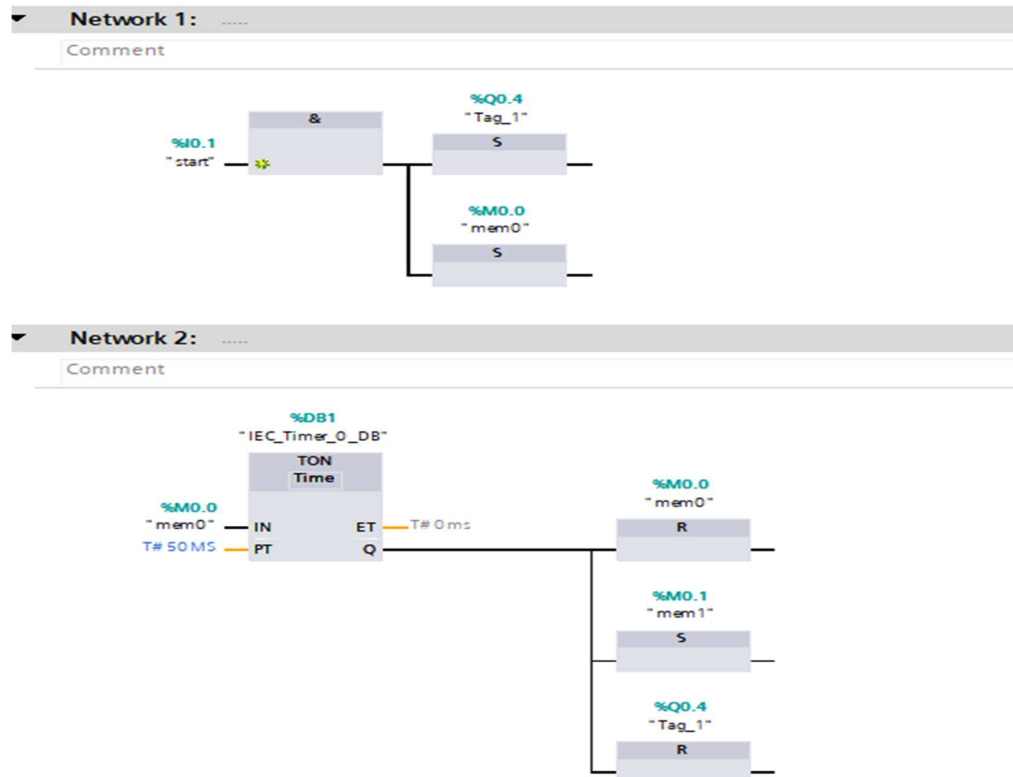 Network 1: .....
Comment
%Q0.4
"Tag_1"
&
S
%I0.1
"start"
%M0.0
"mem0"
S
Network 2: .....
Comment
%DB1
"IEC_Timer_0_DB"
TON
Time
%M0.0
"mem0"
R
%M0.0
"mem0" IN ET T# 0 ms
T# 50 MS PT Q
%M0.1
"mem1"
S
%Q0.4
"Tag_1"
R